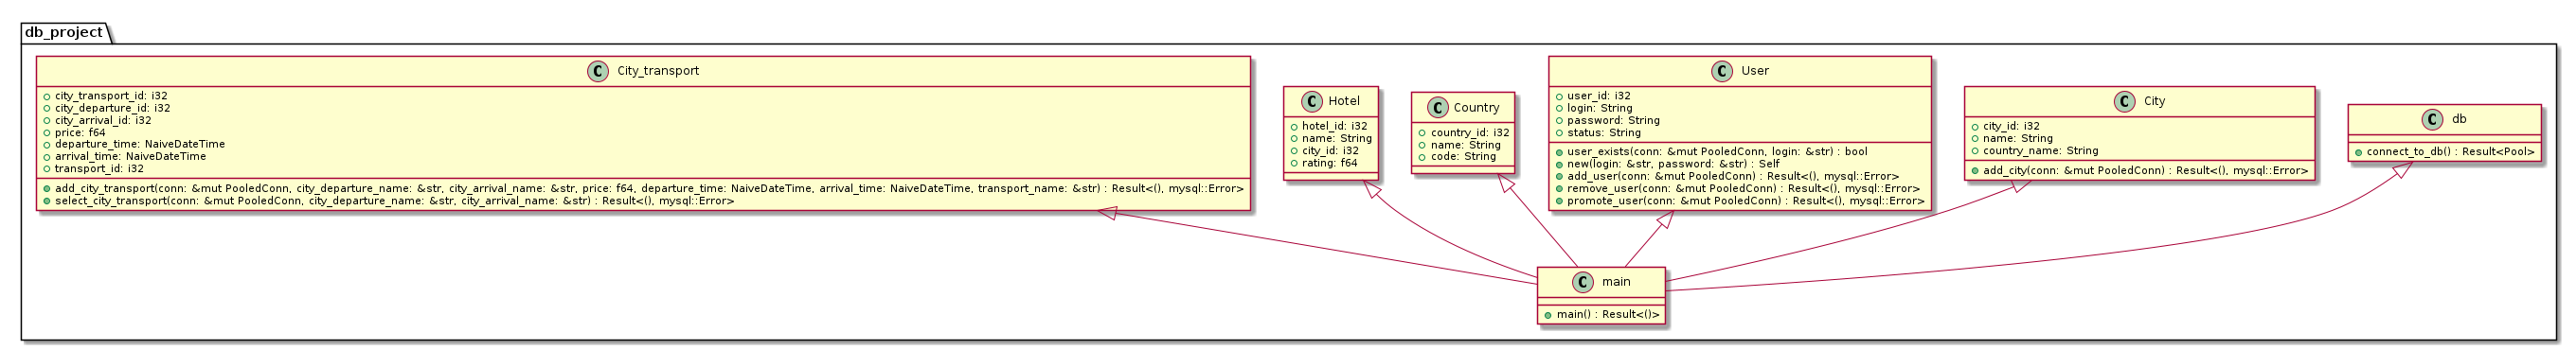 db_project
City_transport
city_transport_id: i32
city_departure_id: i32
city_arrival_id: i32
price: f64
departure_time: NaiveDateTime
arrival_time: NaiveDateTime
transport_id: i32
add_city_transport(conn: &mut PooledConn, city_departure_name: &str, city_arrival_name: &str, price: f64, departure_time: NaiveDateTime, arrival_time: NaiveDateTime, transport_name: &str) : Result<(), mysql::Error>
select_city_transport(conn: &mut PooledConn, city_departure_name: &str, city_arrival_name: &str) : Result<(), mysql::Error>
C Hotel
hotel_id: i32
name: String
city_id: i32
rating: f64
C Country
country_id: i32
name: String
code: String
C User
user_id: i32
login: String
password: String
status: String
user_exists(conn: &mut PooledConn, login: &str) : bool
new(login: &str, password: &str) : Self
add_user(conn: &mut PooledConn) : Result<(), mysql::Error>
remove_user(conn: &mut PooledConn) : Result<(), mysql::Error>
promote_user(conn: &mut PooledConn) : Result<(), mysql::Error>
C City
city_id: i32
name: String
country_name: String
add_city(conn: &mut PooledConn) : Result<(), mysql::Error>
C db
connect_to_db() : Result<Pool>
C main
main() : Result<()>